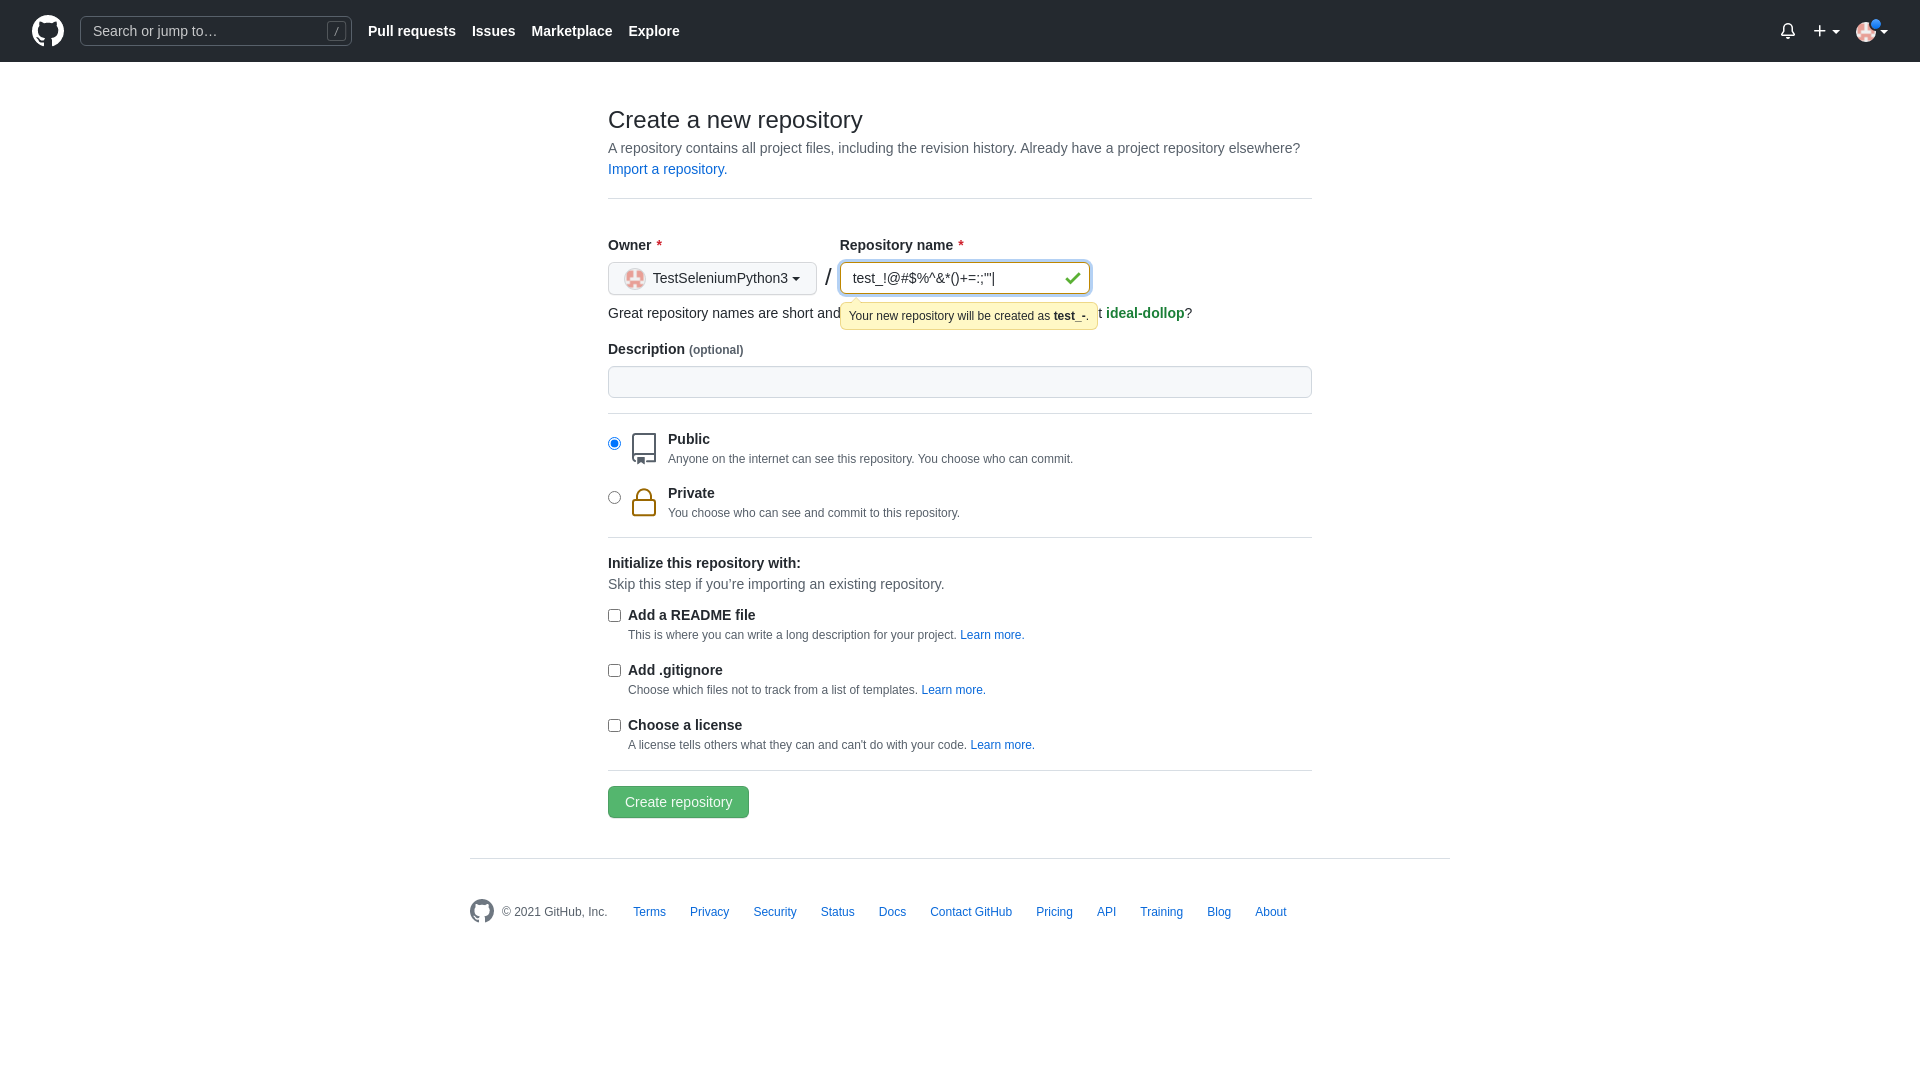 Search or jump to…
/
Pull requests
Issues
Marketplace
Explore
Create a new repository
A repository contains all project files, including the revision history. Already have a project repository elsewhere?
Import a repository.
Owner *
Repository name *
TestSeleniumPython3
/
test_!@#$%^&*()+=:;"'|
Great repository names are short and
t ideal-dollop?
Your new repository will be created as test_-.
Description (optional)
Public
Anyone on the internet can see this repository. You choose who can commit.
Private
You choose who can see and commit to this repository.
Initialize this repository with:
Skip this step if you’re importing an existing repository.
Add a README file
This is where you can write a long description for your project. Learn more.
Add .gitignore
Choose which files not to track from a list of templates. Learn more.
Choose a license
A license tells others what they can and can't do with your code. Learn more.
Create repository
© 2021 GitHub, Inc.
Terms
Privacy
Security
Status
Docs
Contact GitHub
Pricing
API
Training
Blog
About